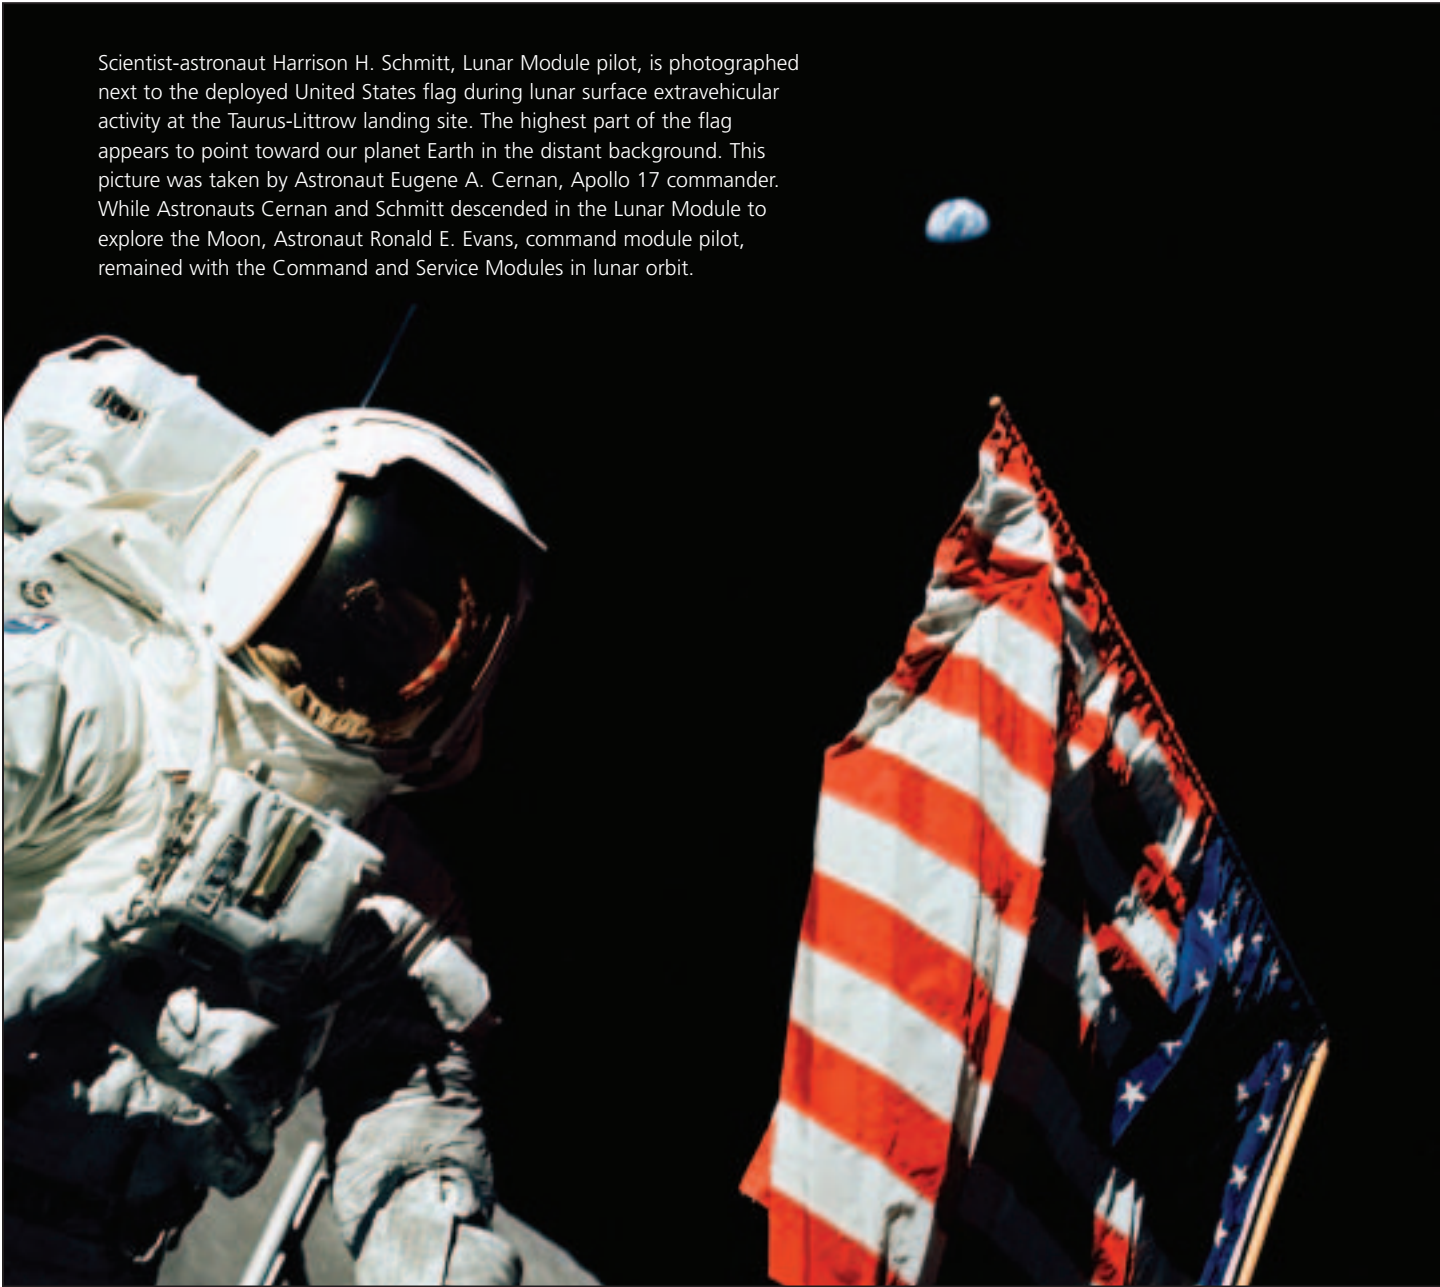 Scientist-astronaut Harrison H. Schmitt, Lunar Module pilot, is photographed
next to the deployed United States flag during lunar surface extravehicular
activity at the Taurus-Littrow landing site. The highest part of the flag
appears to point toward our planet Earth in the distant background. This
picture was taken by Astronaut Eugene A. Cernan, Apollo 17 commander.
While Astronauts Cernan and Schmitt descended in the Lunar Module to
explore the Moon, Astronaut Ronald E. Evans, command module pilot,
remained with the Command and Service Modules in lunar orbit.